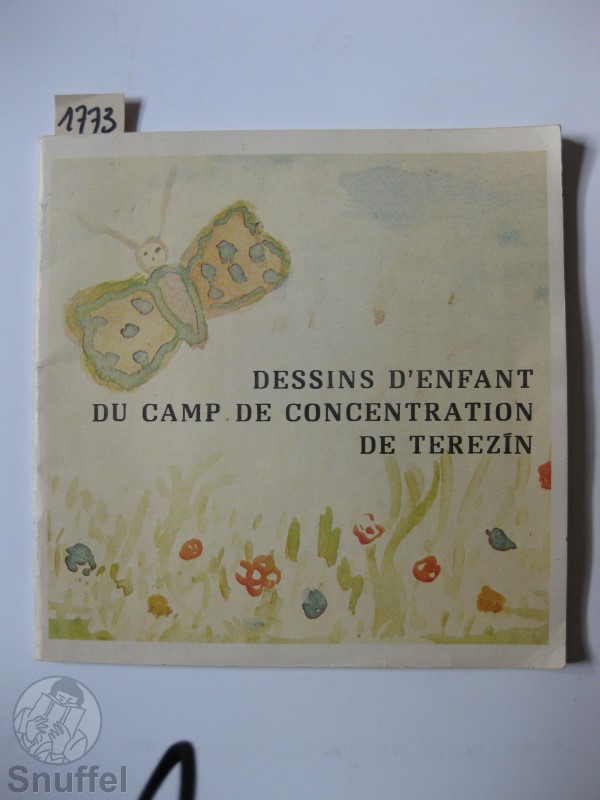 1773
DESSINS D'ENFANT
DU CAMP DE CONCENTRATION
DE TEREZÍN
Snuffel